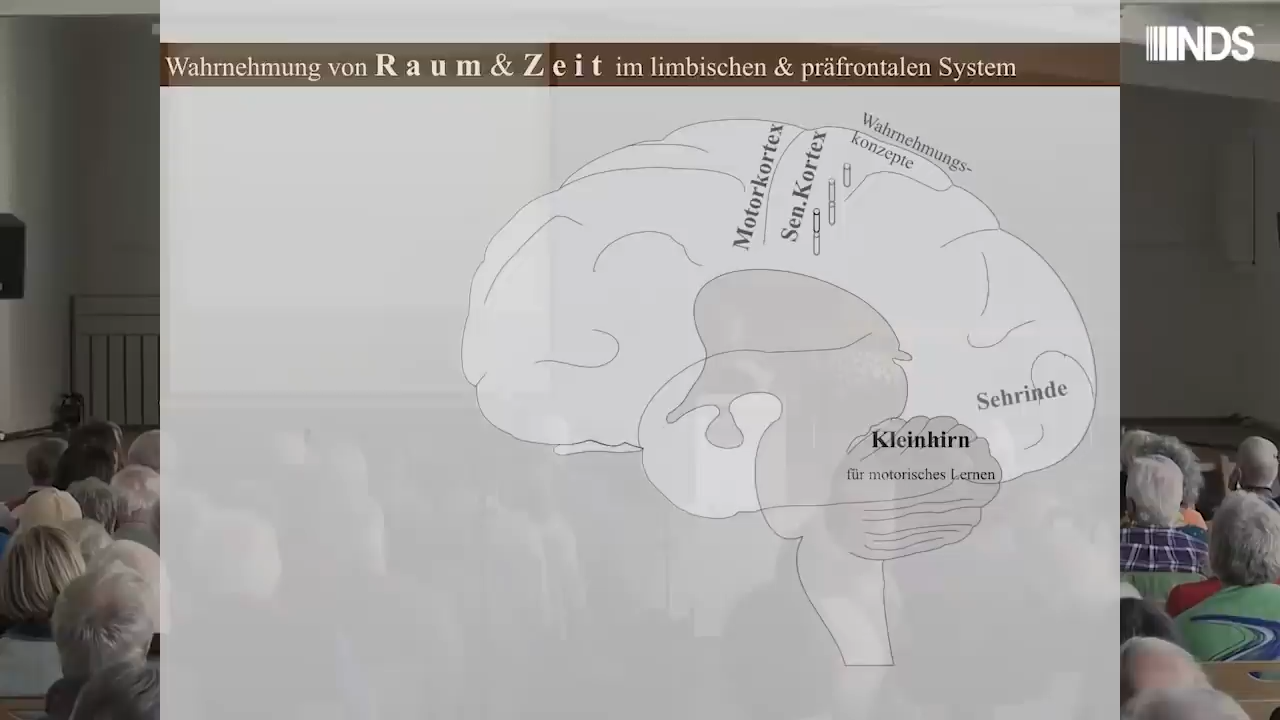 Wahrnehmung von Raum & Zeit im limbischen & präfrontalen System
NDS
Motorkortex
Sen.Kortex
Wahrnehmungs-
konzepte
Sehrinde
Kleinhirn
für motorisches Lernen